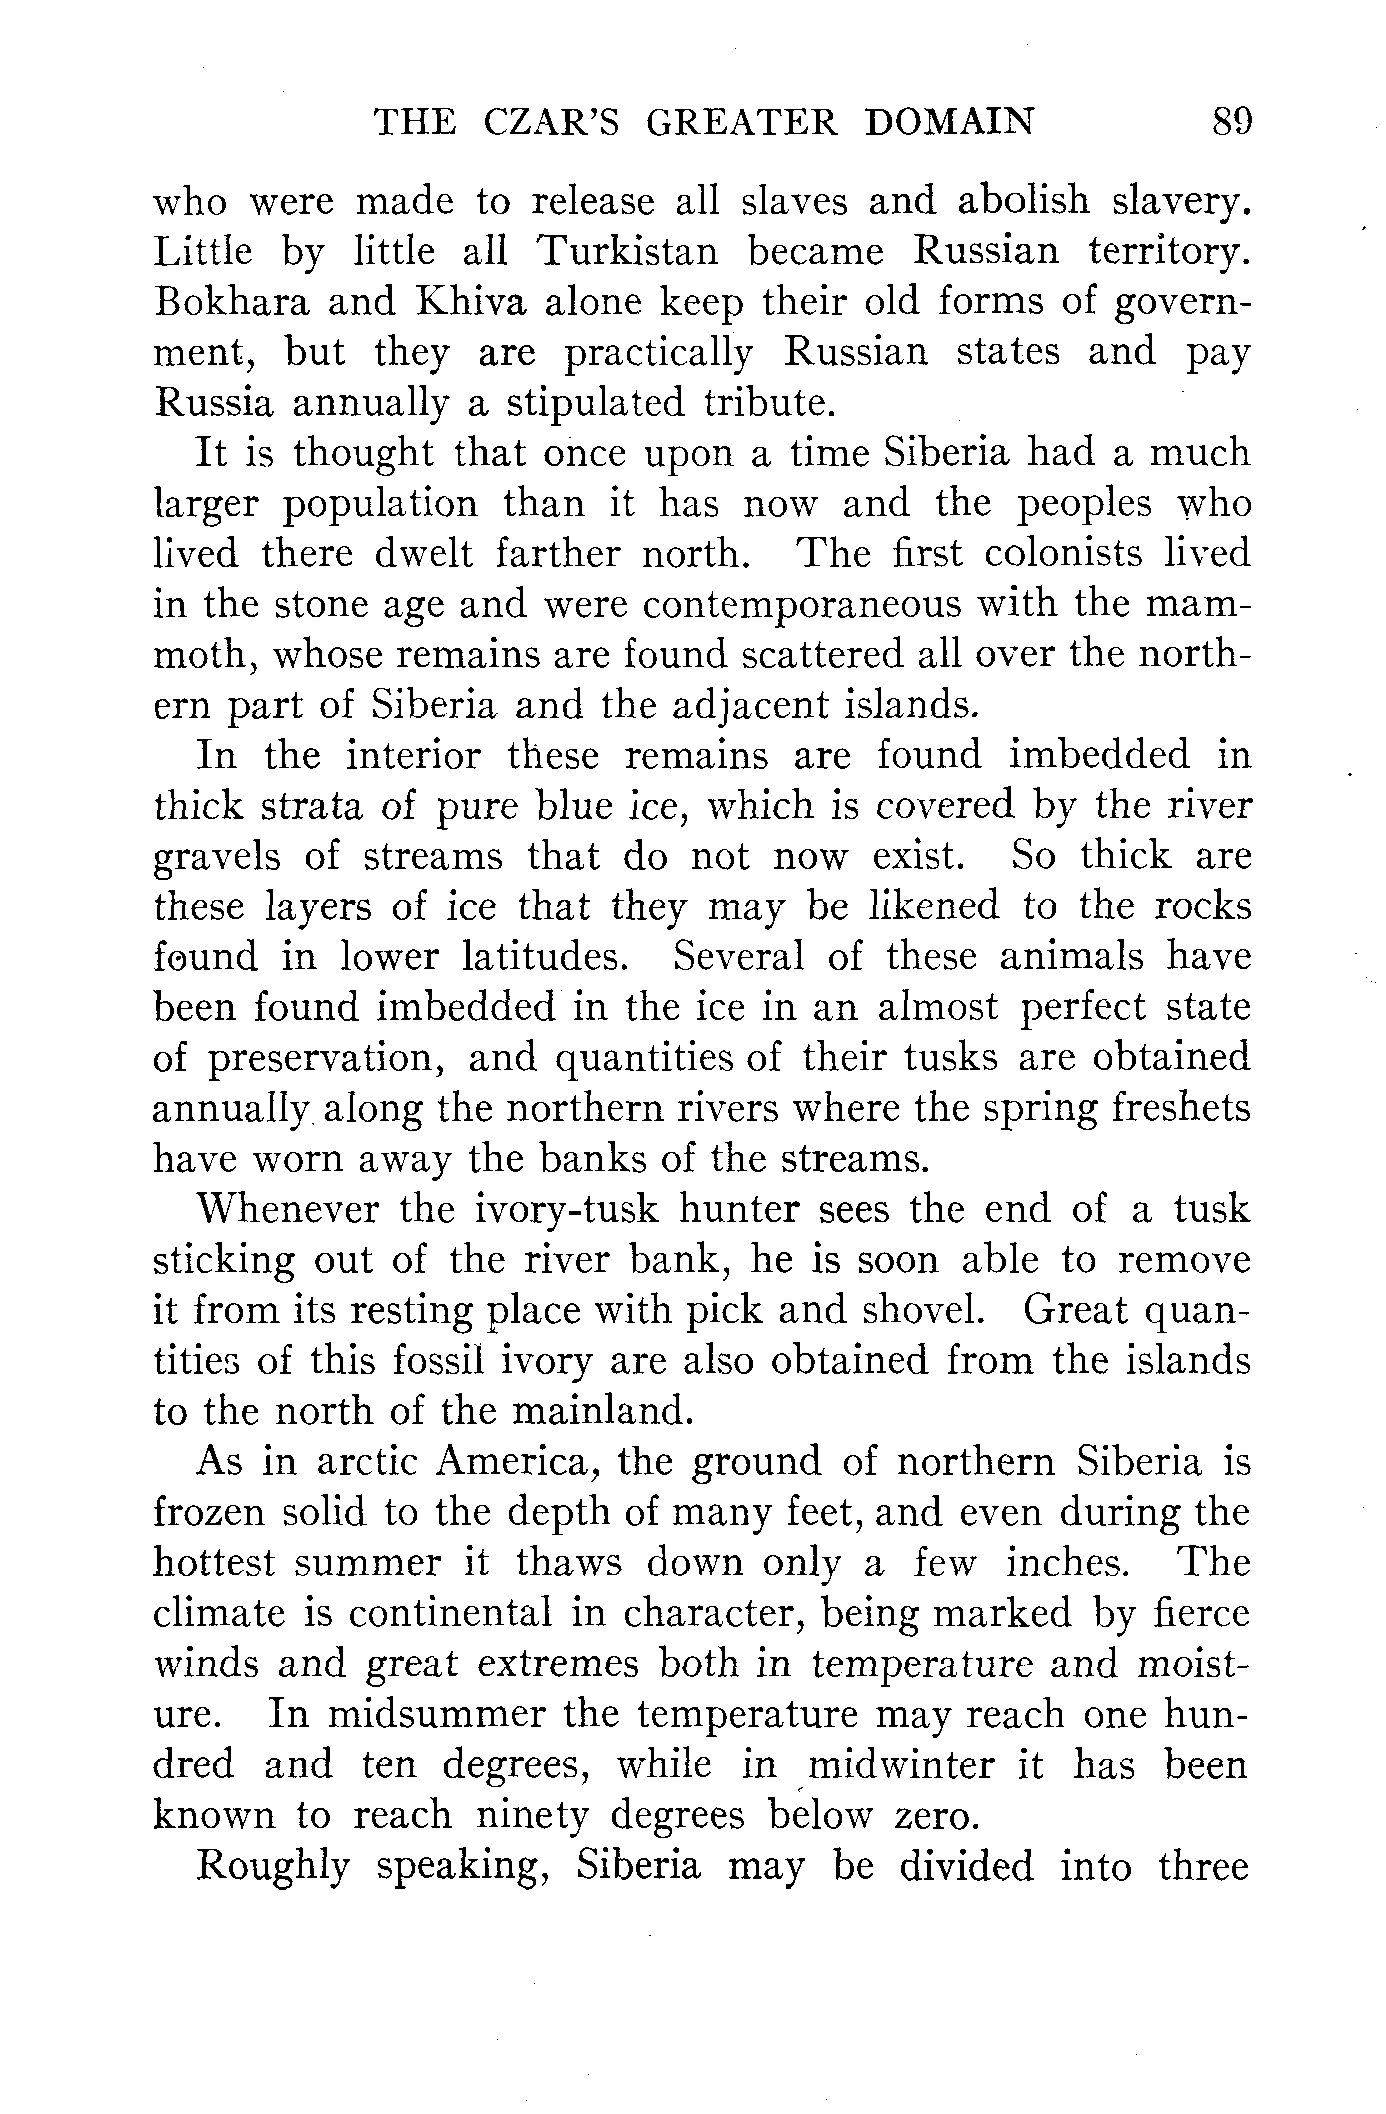 THE CZAR'S GREATER DOMAIN 89
who were made to release all slaves and abolish slavery.
Little by little all Turkistan became Russian territory.
Bokhara and Khiva alone keep their old forms of govern-
ment, but they are practically Russian states and pay
Russia annually a stipulated tribute.
It is thought that once upon a time Siberia had a much
larger population than it has now and the peoples who
lived there dwelt farther north. The first colonists lived
in the stone age and were contemporaneous with the mam-
moth, whose remains are found scattered all over the north-
ern part of Siberia and the adjacent islands.
In the interior these remains are found imbedded in
thick strata of pure blue ice, which is covered by the river
gravels of streams that do not now exist. So thick are
these layers of ice that they may be likened to the rocks
found in lower latitudes. Several of these animals have
been found imbedded in the ice in an almost perfect state
of preservation, and quantities of their tusks are obtained
annually along the northern rivers where the spring freshets
have worn away the banks of the streams.
Whenever the ivory-tusk hunter sees the end of a tusk
sticking out of the river bank, he is soon able to remove
it from its resting place with pick and shovel. Great quan-
tities of this fossil ivory are also obtained from the islands
to the north of the mainland.
As in arctic America, the ground of northern Siberia is
frozen solid to the depth of many feet, and even during the
hottest summer it thaws down only a few inches. The
climate is continental in character, being marked by fierce
winds and great extremes both in temperature and moist-
ure. In midsummer the temperature may reach one hun-
dred and ten degrees, while in midwinter it has been
known to reach ninety degrees below zero.
Roughly speaking, Siberia may be divided into three